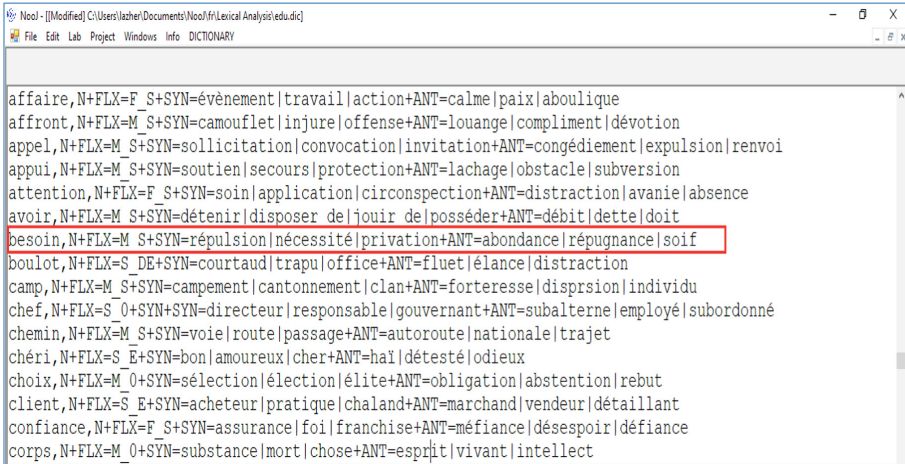 NooJ - [[Modified] C:\Users\lazher\Documents\NooJ\fr\Lexical Analysis\edu.dic]
File Edit Lab Project Windows Info DICTIONARY
affaire,N+FLX=F_S+SYN=évènement|travail|action+ANT=calme|paix|aboulique
affront,N+FLX=M_S+SYN=camouflet|injure|offense+ANT=louange|compliment|dévotion
appel,N+FLX=M_S+SYN=sollicitation|convocation|invitation+ANT=congédiement|expulsion|renvoi
appui,N+FLX=M_S+SYN=soutien|secours|protection+ANT=lachage|obstacle|subversion
attention,N+FLX=F_S+SYN=soin|application|circonspection+ANT=distraction|avanie|absence
avoir,N+FLX=M_S+SYN=détenir|disposer de|jouir de|posséder+ANT=débit|dette|doit
besoin,N+FLX=M_S+SYN=répulsion|nécessité|privation+ANT=abondance|répugnance|soif
boulot,N+FLX=S_DE+SYN=courtaud|trapu|office+ANT=fluet|élance|distraction
camp,N+FLX=M_S+SYN=campement|cantonnement|clan+ANT=forteresse|disprsion|individu
chef,N+FLX=S_0+SYN+SYN=directeur|responsable|gouvernant+ANT=subalterne|employé|subordonné
chemin,N+FLX=M_S+SYN=voie|route|passage+ANT=autoroute|nationale|trajet
chéri,N+FLX=S_E+SYN=bon|amoureux|cher+ANT=haï|détesté|odieux
choix,N+FLX=M_0+SYN=sélection|élection|élite+ANT=obligation|abstention|rebut
client,N+FLX=S_E+SYN=acheteur|pratique|chaland+ANT=marchand|vendeur|détaillant
confiance,N+FLX=F_S+SYN=assurance|foi|franchise+ANT=méfiance|désespoir|défiance
corps,N+FLX=M_0+SYN=substance|mort|chose+ANT=esprit|vivant|intellect